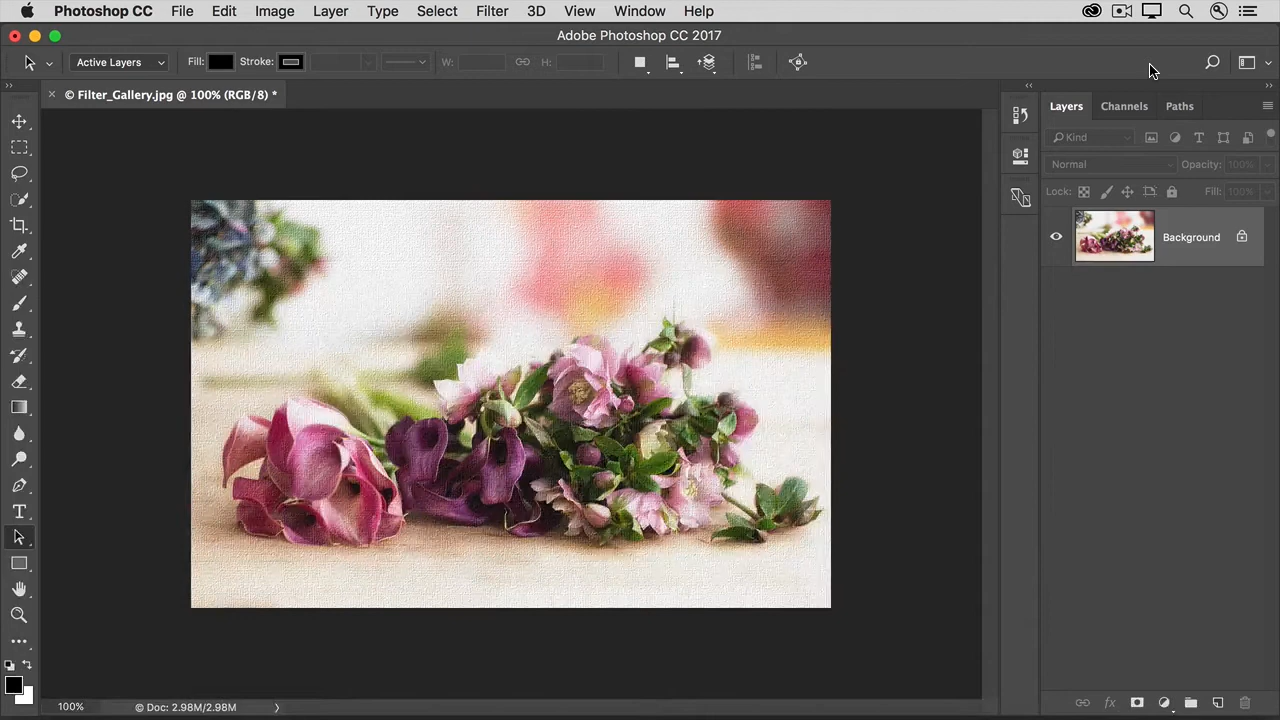 Photoshop CC File Edit Image Layer Type Select Filter 3D View Window Help
Adobe Photoshop CC 2017
Active Layers Fill: Stroke: W: H:
© Filter_Gallery.jpg @ 100% (RGB/8) *
Layers Channels Paths
Kind
Normal Opacity: 100%
Lock: Fill: 100%
Background
100% Doc: 2.98M/2.98M